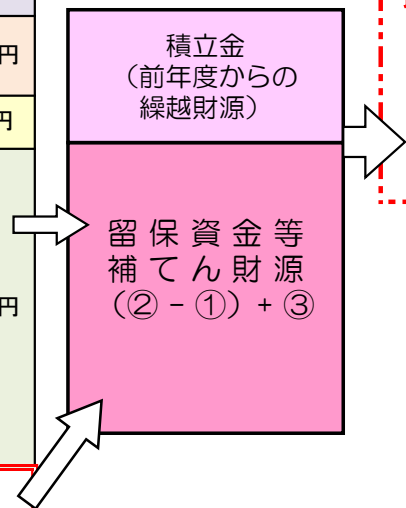 円
円
円
積立金
（前年度からの
繰越財源）
留保資金等
補てん財源
（②－①）+③